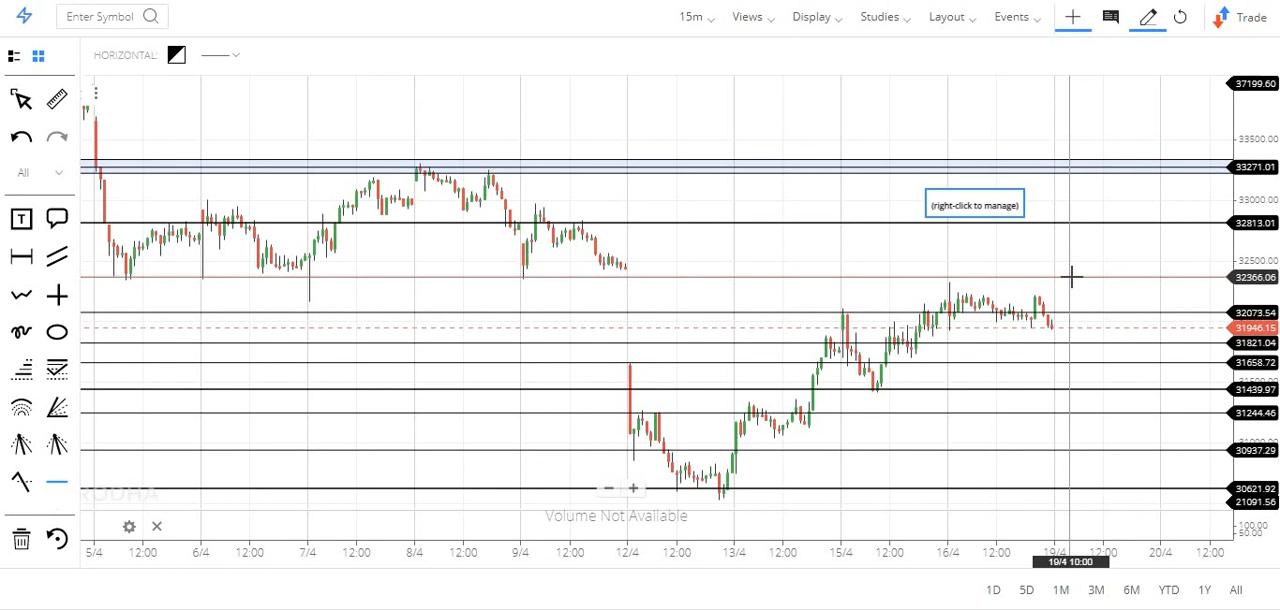 Enter Symbol
15m Views Display Studies Layout Events Trade
HORIZONTAL:
All
T
37199.60
33500.00
33271.01
33000.00
(right-click to manage)
32813.01
32500.00
32366.06
32073.54
31946.15
31821.04
31658.72
31439.97
31244.46
30937.29
30621.92
21091.56
Volume Not Available
100.00
50.00
5/4 12:00 6/4 12:00 7/4 12:00 8/4 12:00 9/4 12:00 12/4 12:00 13/4 12:00 15/4 12:00 16/4 12:00 19/4 12:00 20/4 12:00
19/4 10:00
1D 5D 1M 3M 6M YTD 1Y All